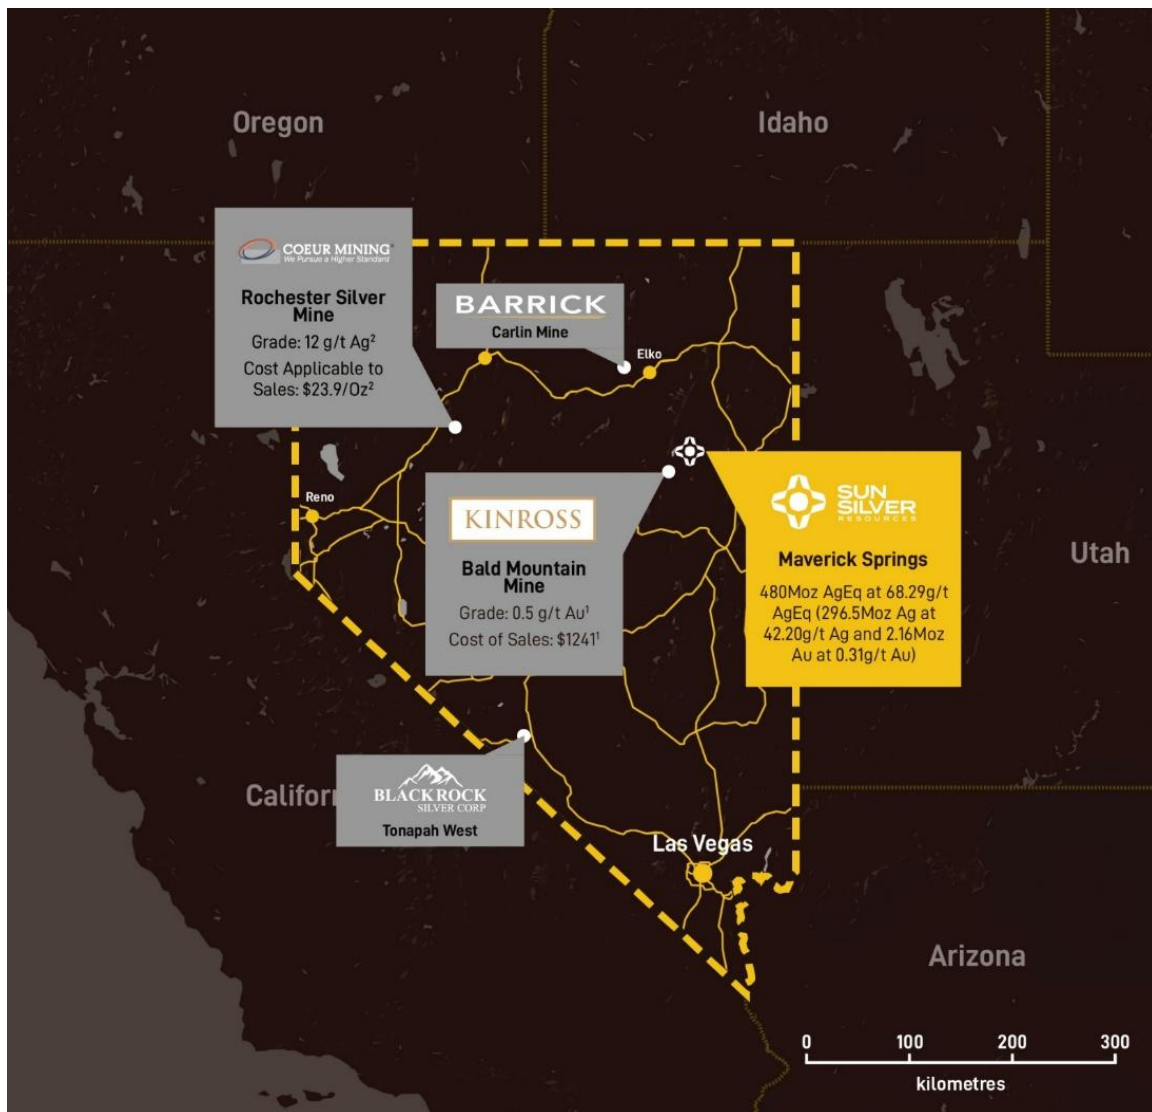 Oregon
Idaho
COEUR MINING®
We Pursue a Higher Standard
Rochester Silver
Mine
Grade: 12 g/t Ag²
Cost Applicable to
Sales: $23.9/Oz²
BARRICK
Carlin Mine
Elko
Reno
KINROSS
Bald Mountain
Mine
Grade: 0.5 g/t Au¹
Cost of Sales: $1241¹
SUN
SILVER
RESOURCES
Maverick Springs
480Moz AgEq at 68.29g/t
AgEq (296.5Moz Ag at
42.20g/t Ag and 2.16Moz
Au at 0.31g/t Au)
Utah
Califor
BLACKROCK
SILVER CORP
Tonapah West
Las Vegas
Arizona
0 100 200 300
kilometres